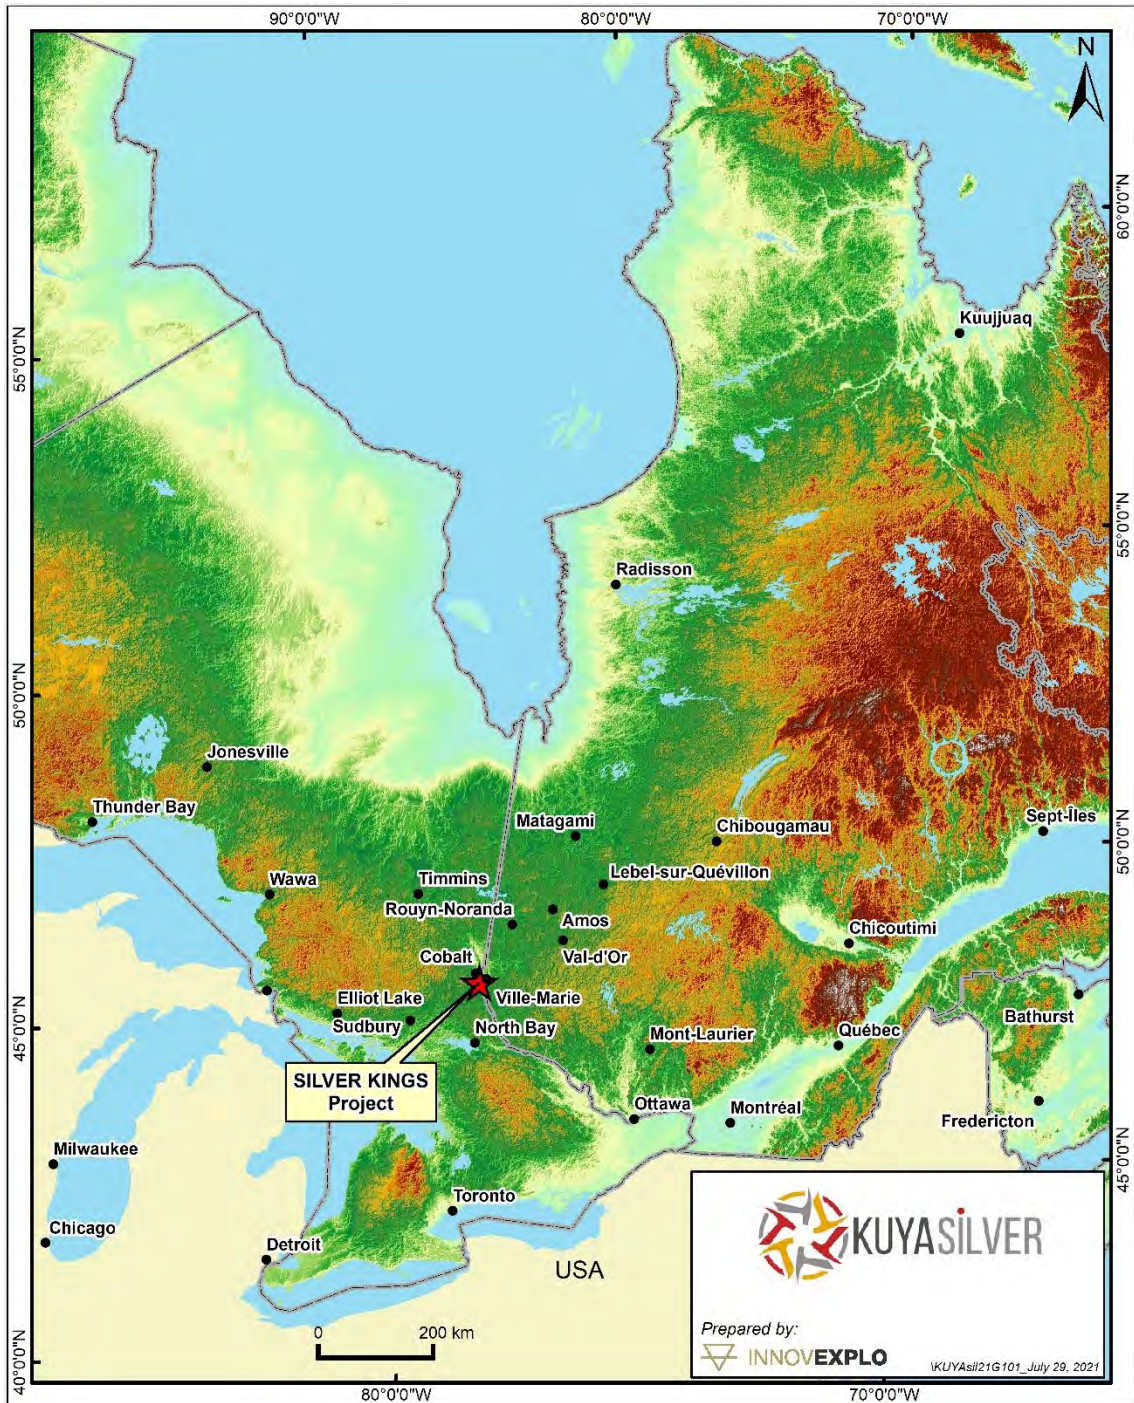 90°0'0"W
80°0'0"W
70°0'0"W
N
60°0'0"N
Kuujjuaq
55°0'0"N
55°0'0"N
Radisson
50°0'0"N
Jonesville
Thunder Bay
Matagami
Chibougamau
Sept-Îles
50°0'0"N
Wawa
Timmins
Lebel-sur-Quévillon
Rouyn-Noranda
Amos
Chicoutimi
Cobalt
Val-d'Or
Elliot Lake
Ville-Marie
Sudbury
North Bay
Mont-Laurier
Québec
Bathurst
45°0'0"N
SILVER KINGS
Project
Ottawa
Montréal
Fredericton
Milwaukee
45°0'0"N
Toronto
Chicago
Detroit
USA
KUYASILVER
0
200 km
Prepared by:
INNOVEXPLO
\KUYAsil21G101_July 29, 2021
40°0'0"N
80°0'0"W
70°0'0"W